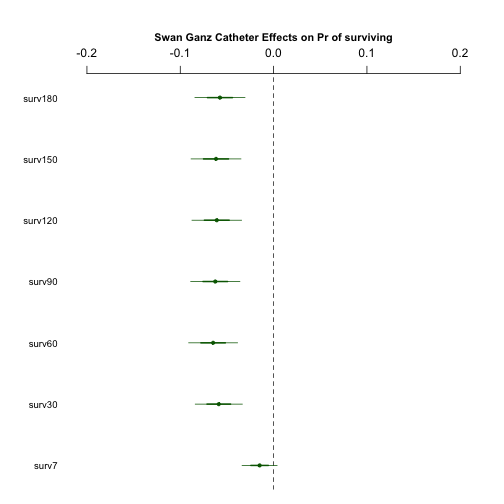 Swan Ganz Catheter Effects on Pr of surviving
-0.2 -0.1 0.0 0.1 0.2
surv180
surv150
surv120
surv90
surv60
surv30
surv7